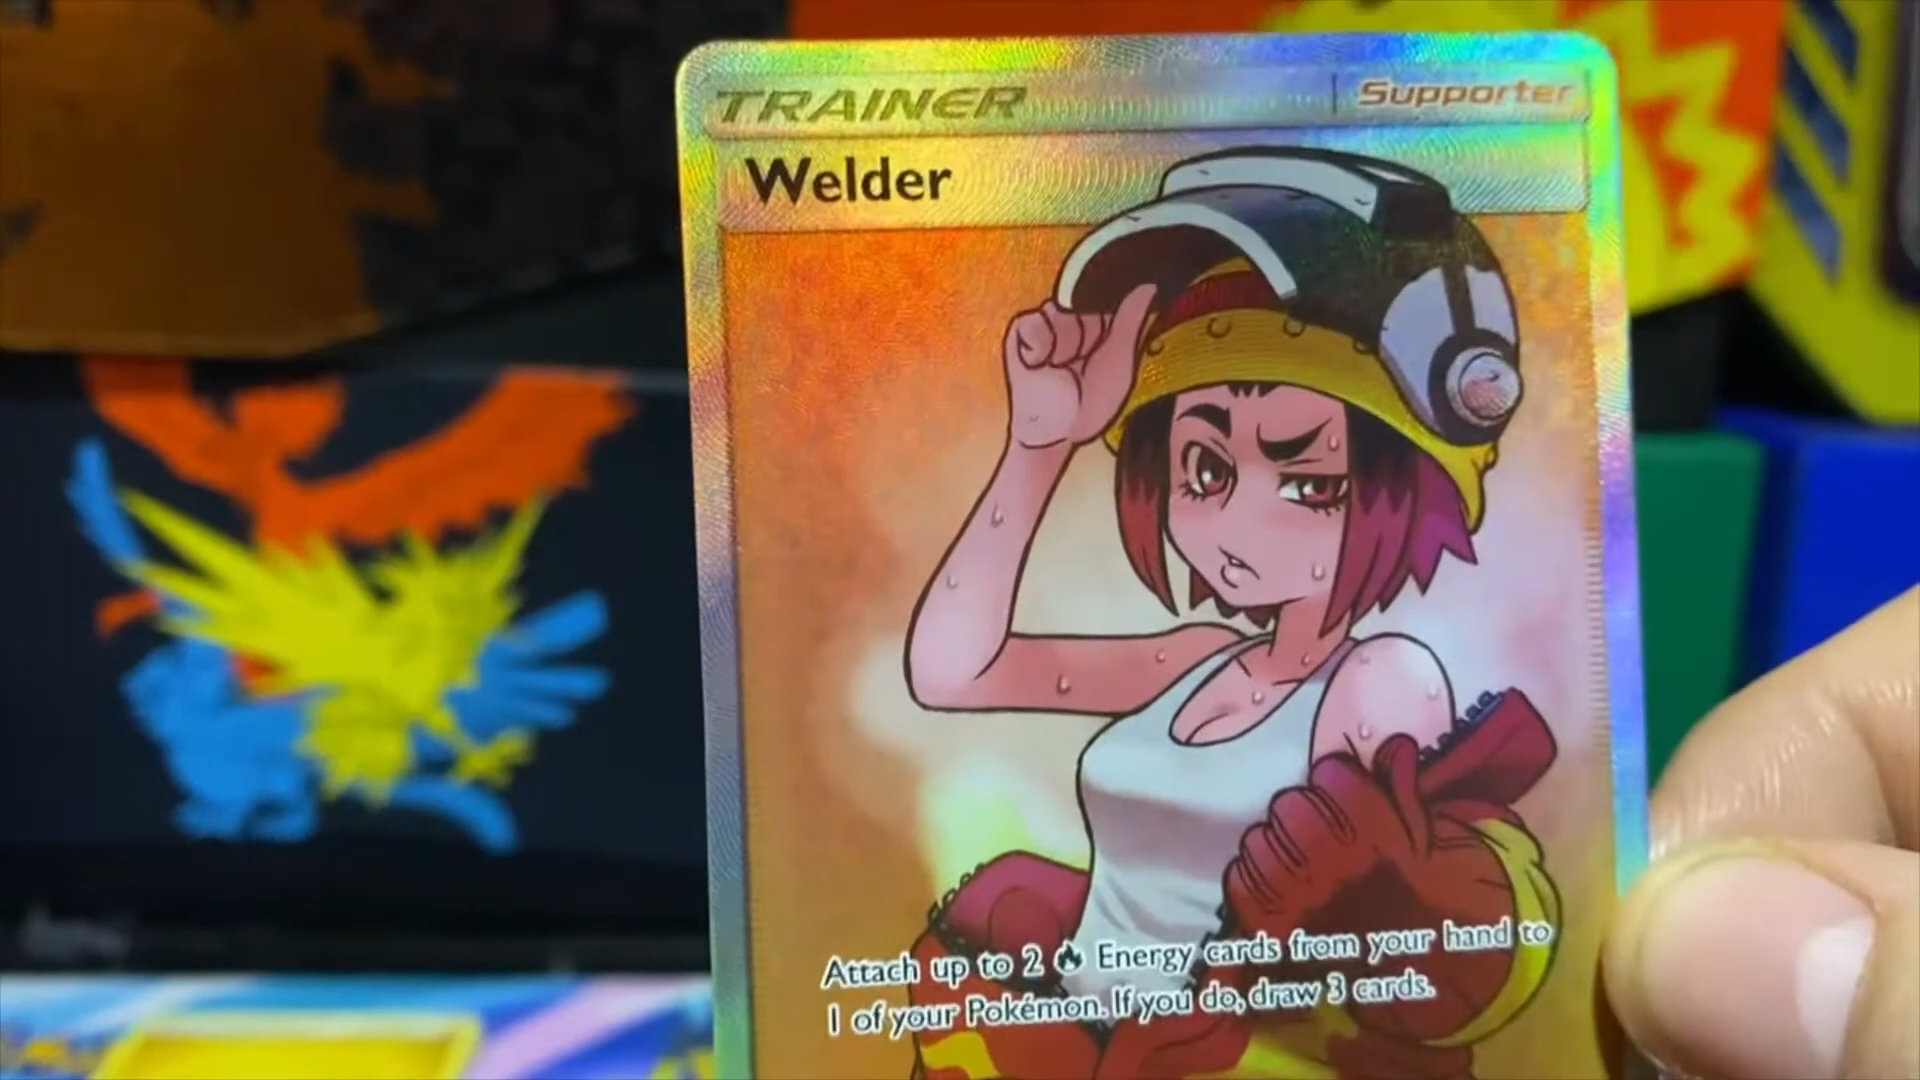 TRAINER
Supporter
Welder
Attach up to 2 Energy cards from your hand to
1 of your Pokémon. If you do, draw 3 cards.